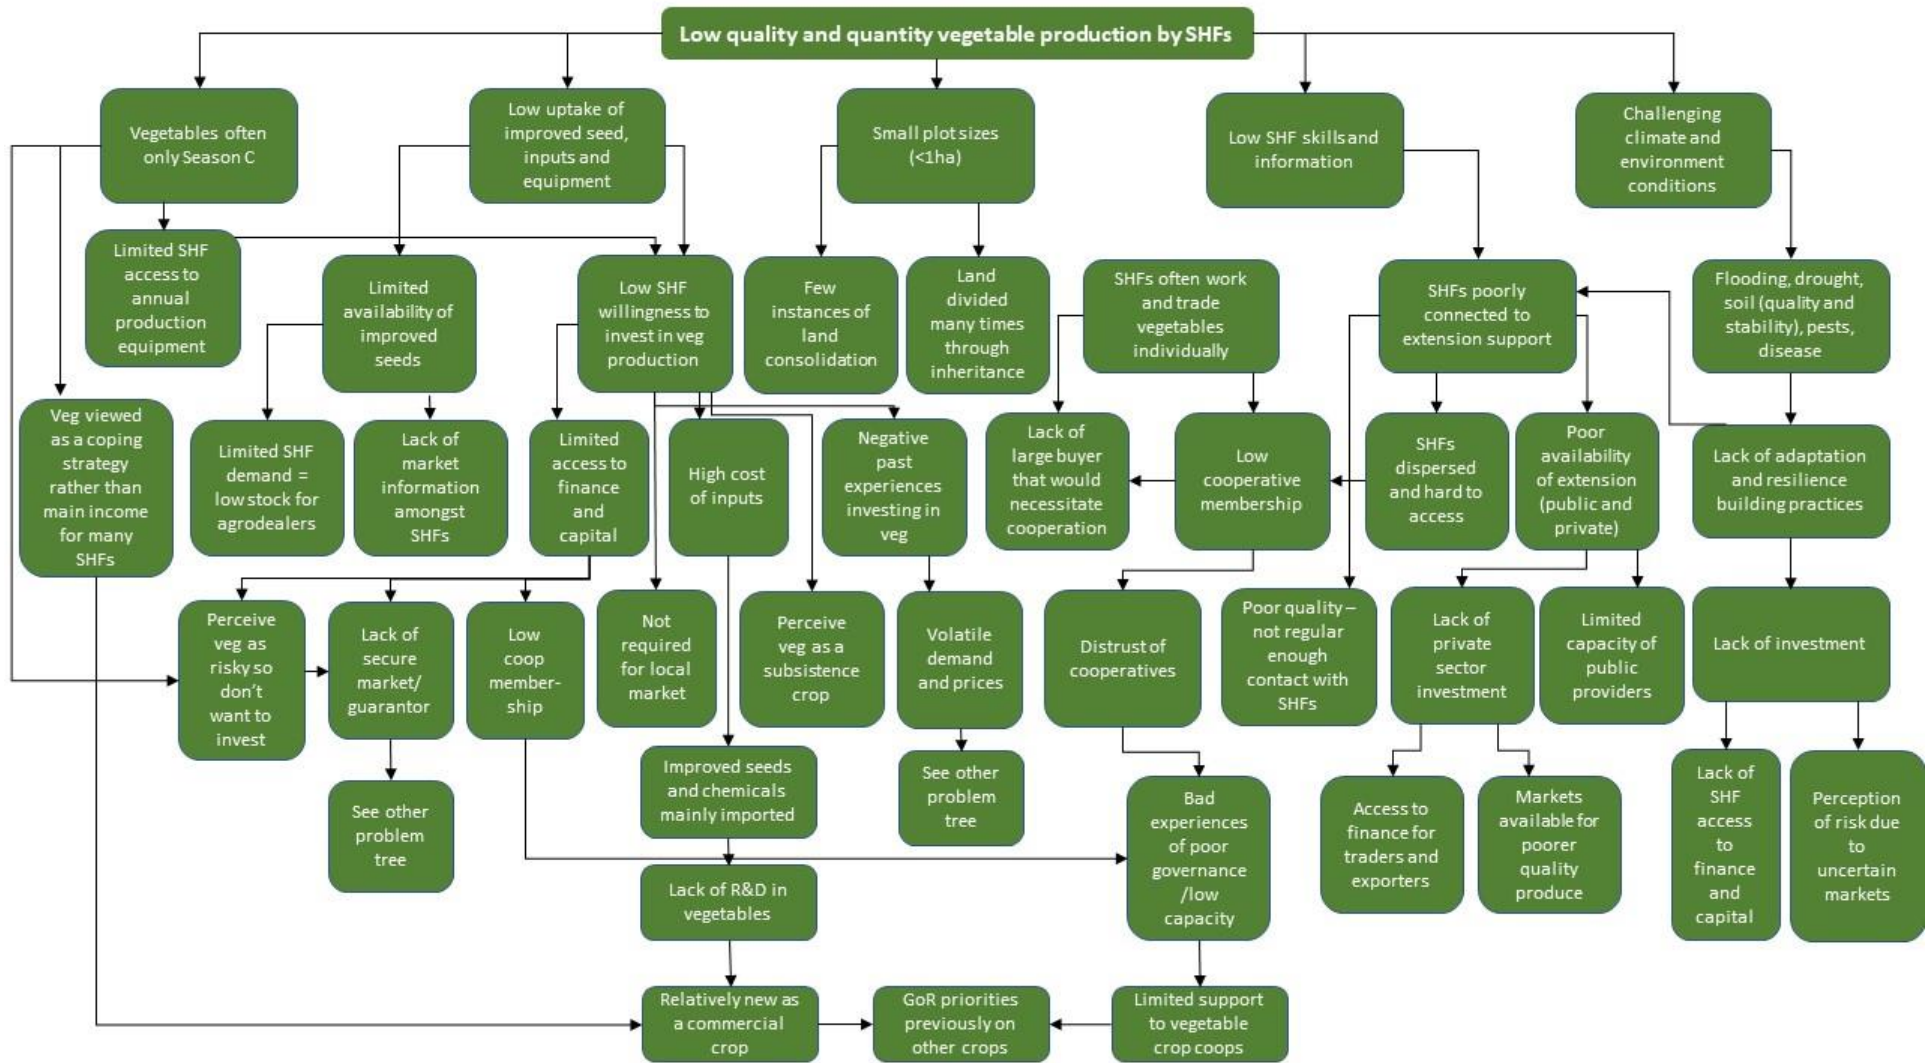 Low quality and quantity vegetable production by SHFs
Vegetables often
only Season C
Low uptake of
improved seed,
inputs and
equipment
Small plot sizes
(<1ha)
Low SHF skills and
information
Challenging
climate and
environment
conditions
Limited SHF
access to
annual
production
equipment
Limited
availability of
improved
seeds
Low SHF
willingness to
invest in veg
production
Few
instances of
land
consolidation
Land
divided
many times
through
inheritance
SHFs often work
and trade
vegetables
individually
SHFs poorly
connected to
extension support
Flooding, drought,
soil (quality and
stability), pests,
disease
Veg viewed
as a coping
strategy
rather than
main income
for many
SHFs
Limited SHF
demand =
low stock for
agrodealers
Lack of
market
information
amongst
SHFs
Limited
access to
finance
and
capital
High cost
of inputs
Negative
past
experiences
investing in
veg
Lack of
large buyer
that would
necessitate
cooperation
Low
cooperative
membership
SHFs
dispersed
and hard to
access
Poor
availability
of extension
(public and
private)
Lack of adaptation
and resilience
building practices
Perceive
veg as
risky so
don't
want to
invest
Lack of
secure
market/
guarantor
Low
coop
member-
ship
Not
required
for local
market
Perceive
veg as a
subsistence
crop
Volatile
demand
and prices
Distrust of
cooperatives
Poor quality –
not regular
enough
contact with
SHFs
Lack of
private
sector
investment
Limited
capacity of
public
providers
Lack of investment
See other
problem
tree
Improved seeds
and chemicals
mainly imported
See other
problem
tree
Bad
experiences
of poor
governance
/low
capacity
Access to
finance for
traders and
exporters
Markets
available for
poorer
quality
produce
Lack of
SHF
access
to
finance
and
capital
Perception
of risk due
to
uncertain
markets
Lack of R&D in
vegetables
Relatively new as
a commercial
crop
GoR priorities
previously on
other crops
Limited support
to vegetable
crop coops